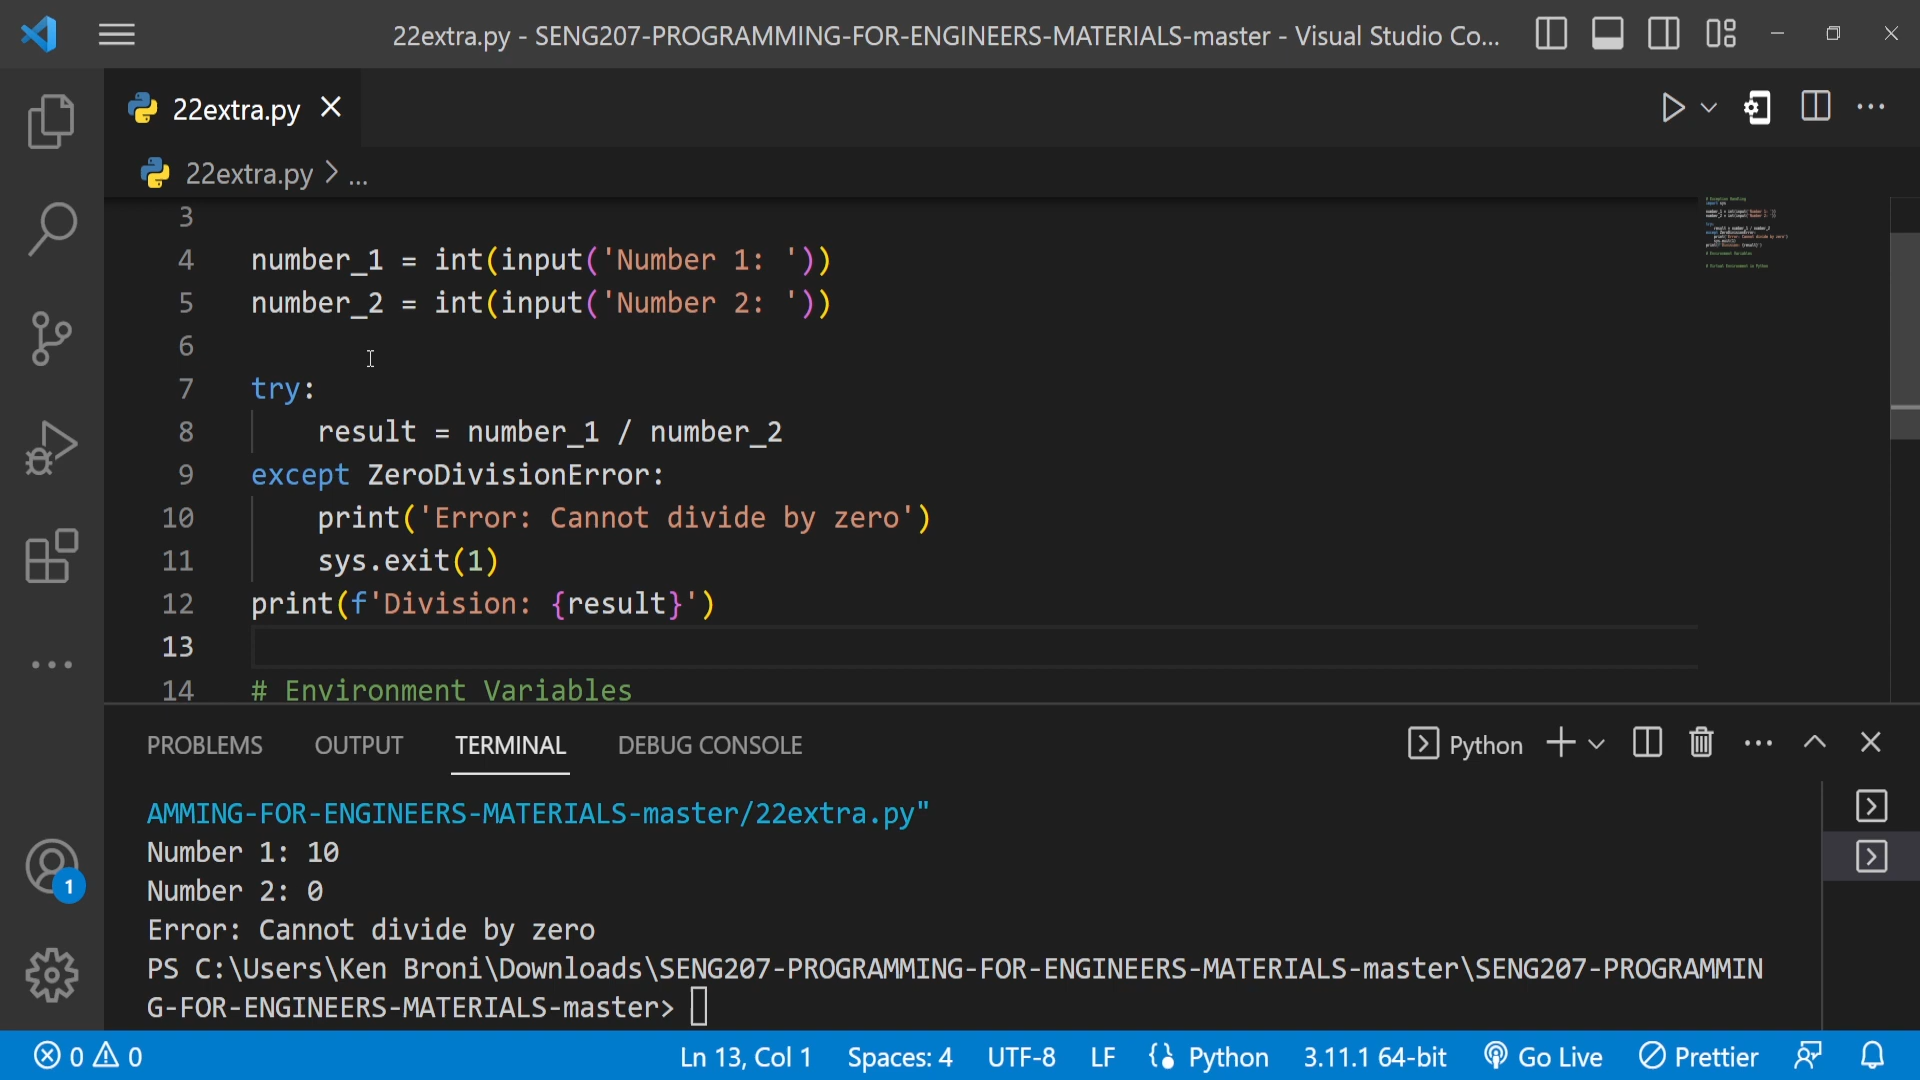 22extra.py - SENG207-PROGRAMMING-FOR-ENGINEERS-MATERIALS-master - Visual Studio Co...
22extra.py
22extra.py > ...
3
4 number_1 = int(input('Number 1: '))
5 number_2 = int(input('Number 2: '))
6
7 try:
8     result = number_1 / number_2
9 except ZeroDivisionError:
10     print('Error: Cannot divide by zero')
11     sys.exit(1)
12 print(f'Division: {result}')
13
14 # Environment Variables
PROBLEMS OUTPUT TERMINAL DEBUG CONSOLE Python
AMMING-FOR-ENGINEERS-MATERIALS-master/22extra.py"
Number 1: 10
Number 2: 0
Error: Cannot divide by zero
PS C:\Users\Ken Broni\Downloads\SENG207-PROGRAMMING-FOR-ENGINEERS-MATERIALS-master\SENG207-PROGRAMMIN
G-FOR-ENGINEERS-MATERIALS-master>
1
0 0 Ln 13, Col 1 Spaces: 4 UTF-8 LF Python 3.11.1 64-bit Go Live Prettier